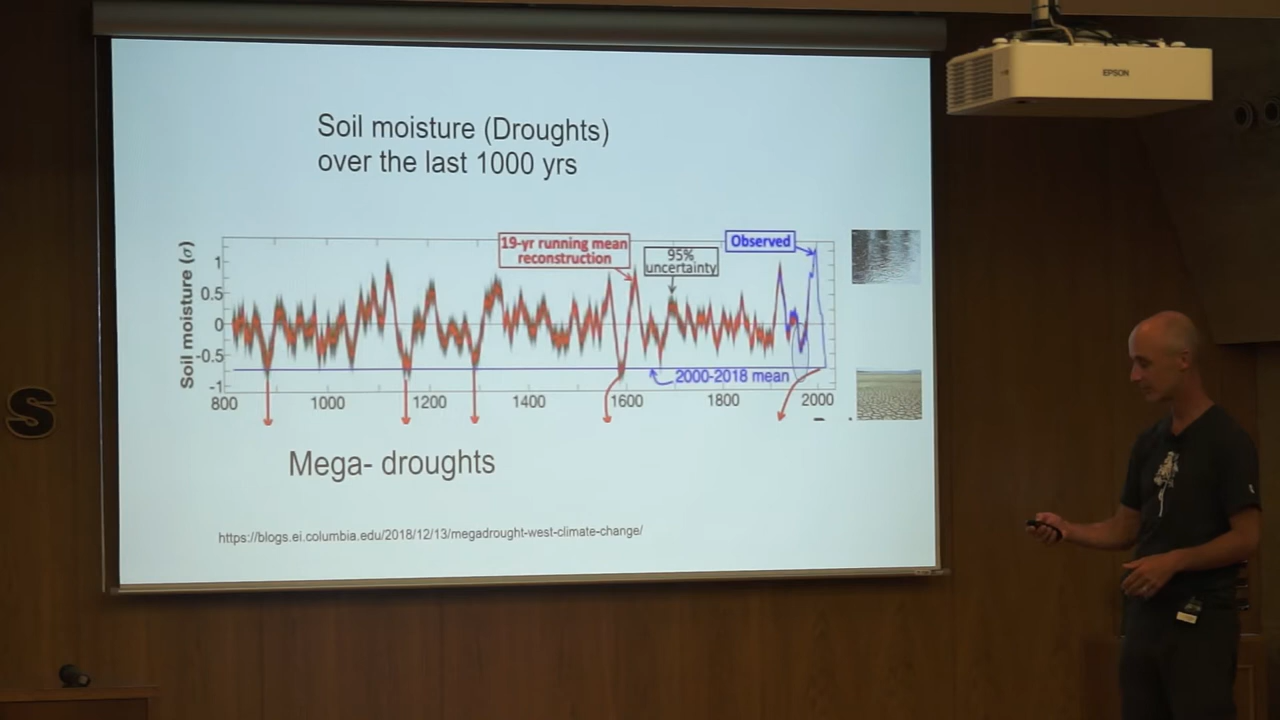 EPSON
Soil moisture (Droughts)
over the last 1000 yrs
19-yr running mean
reconstruction
95%
uncertainty
Observed
Soil moisture (σ)
1
0.5
0
-0.5
-1
2000-2018 mean
800
1000
1200
1400
1600
1800
2000
Mega- droughts
https://blogs.ei.columbia.edu/2018/12/13/megadrought-west-climate-change/
S